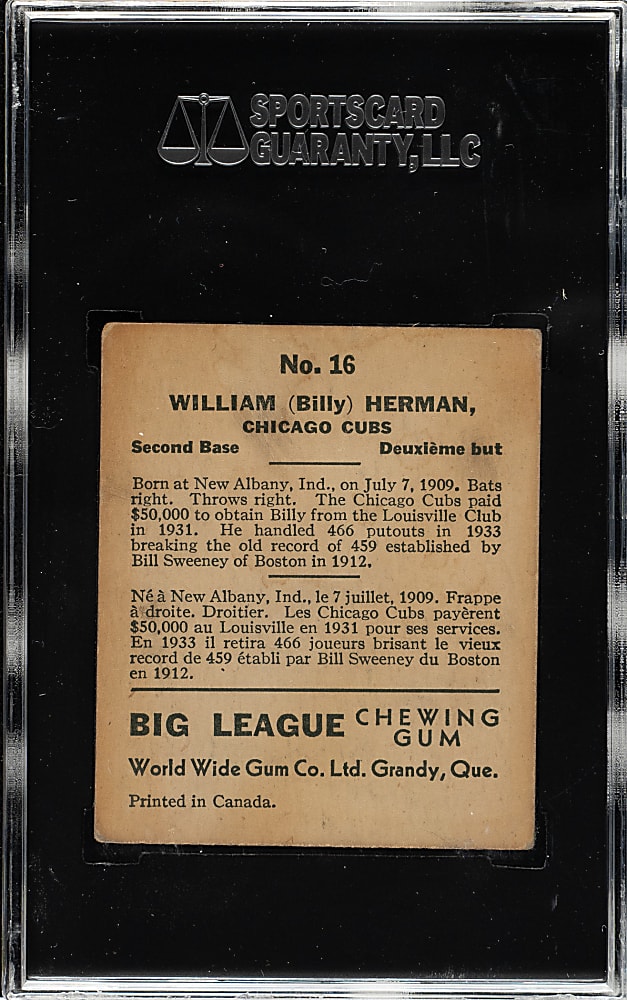 SPORTSCARD
GUARANTY, LLC
No. 16
WILLIAM (Billy) HERMAN,
CHICAGO CUBS
Second Base Deuxième but
Born at New Albany, Ind., on July 7, 1909. Bats
right. Throws right. The Chicago Cubs paid
$50,000 to obtain Billy from the Louisville Club
in 1931. He handled 466 putouts in 1933
breaking the old record of 459 established by
Bill Sweeney of Boston in 1912.
Né à New Albany, Ind., le 7 juillet, 1909. Frappe
à droite. Droitier. Les Chicago Cubs payèrent
$50,000 au Louisville en 1931 pour ses services.
En 1933 il retira 466 joueurs brisant le vieux
record de 459 établi par Bill Sweeney du Boston
en 1912.
BIG LEAGUE CHEWING
GUM
World Wide Gum Co. Ltd. Grandy, Que.
Printed in Canada.